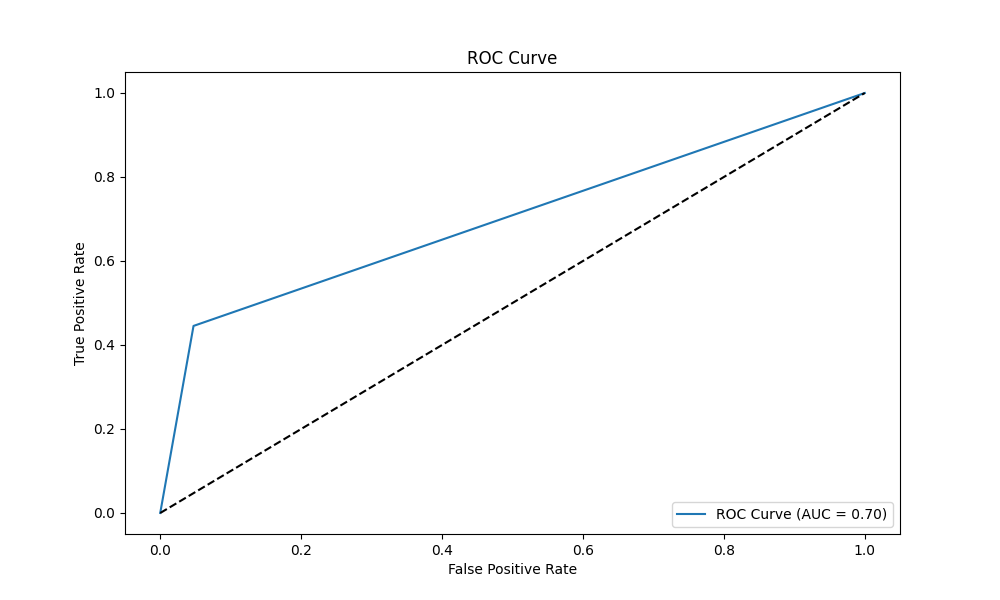 ROC Curve
1.0
0.8
0.6
0.4
0.2
0.0
True Positive Rate
ROC Curve (AUC = 0.70)
0.0 0.2 0.4 0.6 0.8 1.0
False Positive Rate